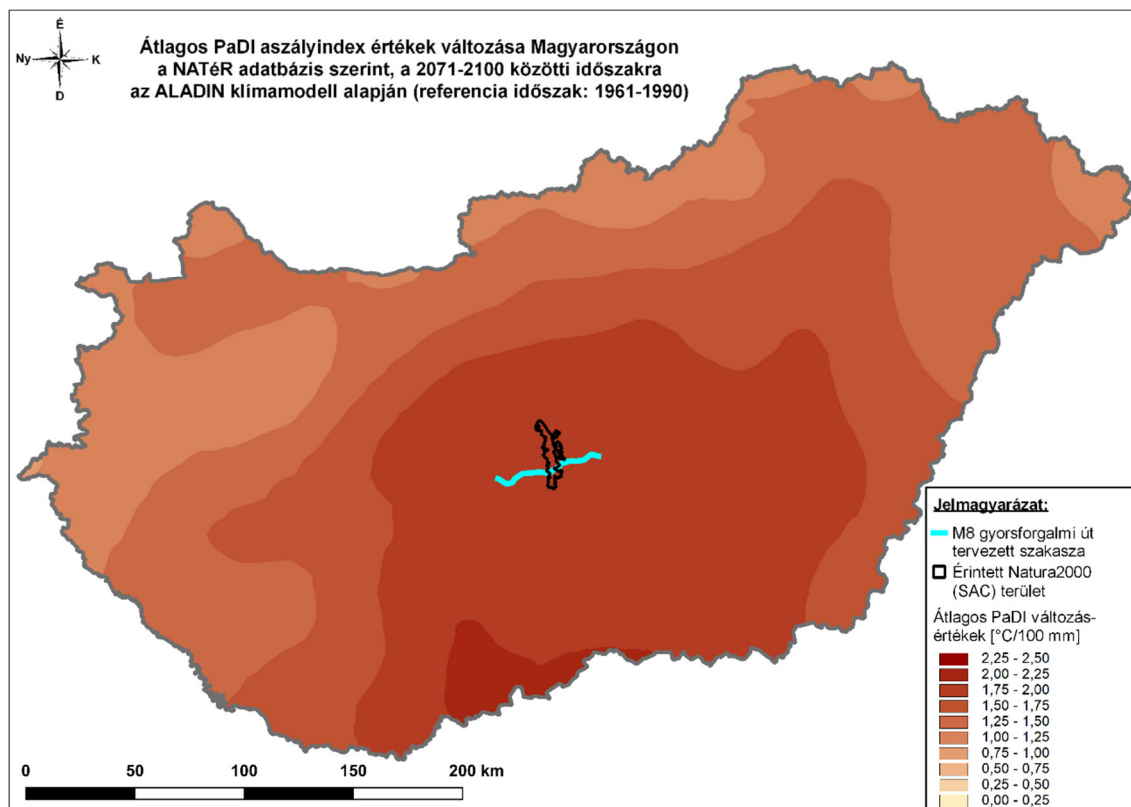 É
Ny
K
D
Átlagos PaDI aszályindex értékek változása Magyarországon
a NATéR adatbázis szerint, a 2071-2100 közötti időszakra
az ALADIN klímamodell alapján (referencia időszak: 1961-1990)
Jelmagyarázat:
M8 gyorsforgalmi út
tervezett szakasza
Érintett Natura2000
(SAC) terület
Átlagos PaDI változás-
értékek [°C/100 mm]
2,25 - 2,50
2,00 - 2,25
1,75 - 2,00
1,50 - 1,75
1,25 - 1,50
1,00 - 1,25
0,75 - 1,00
0,50 - 0,75
0,25 - 0,50
0,00 - 0,25
0 50 100 150 200 km